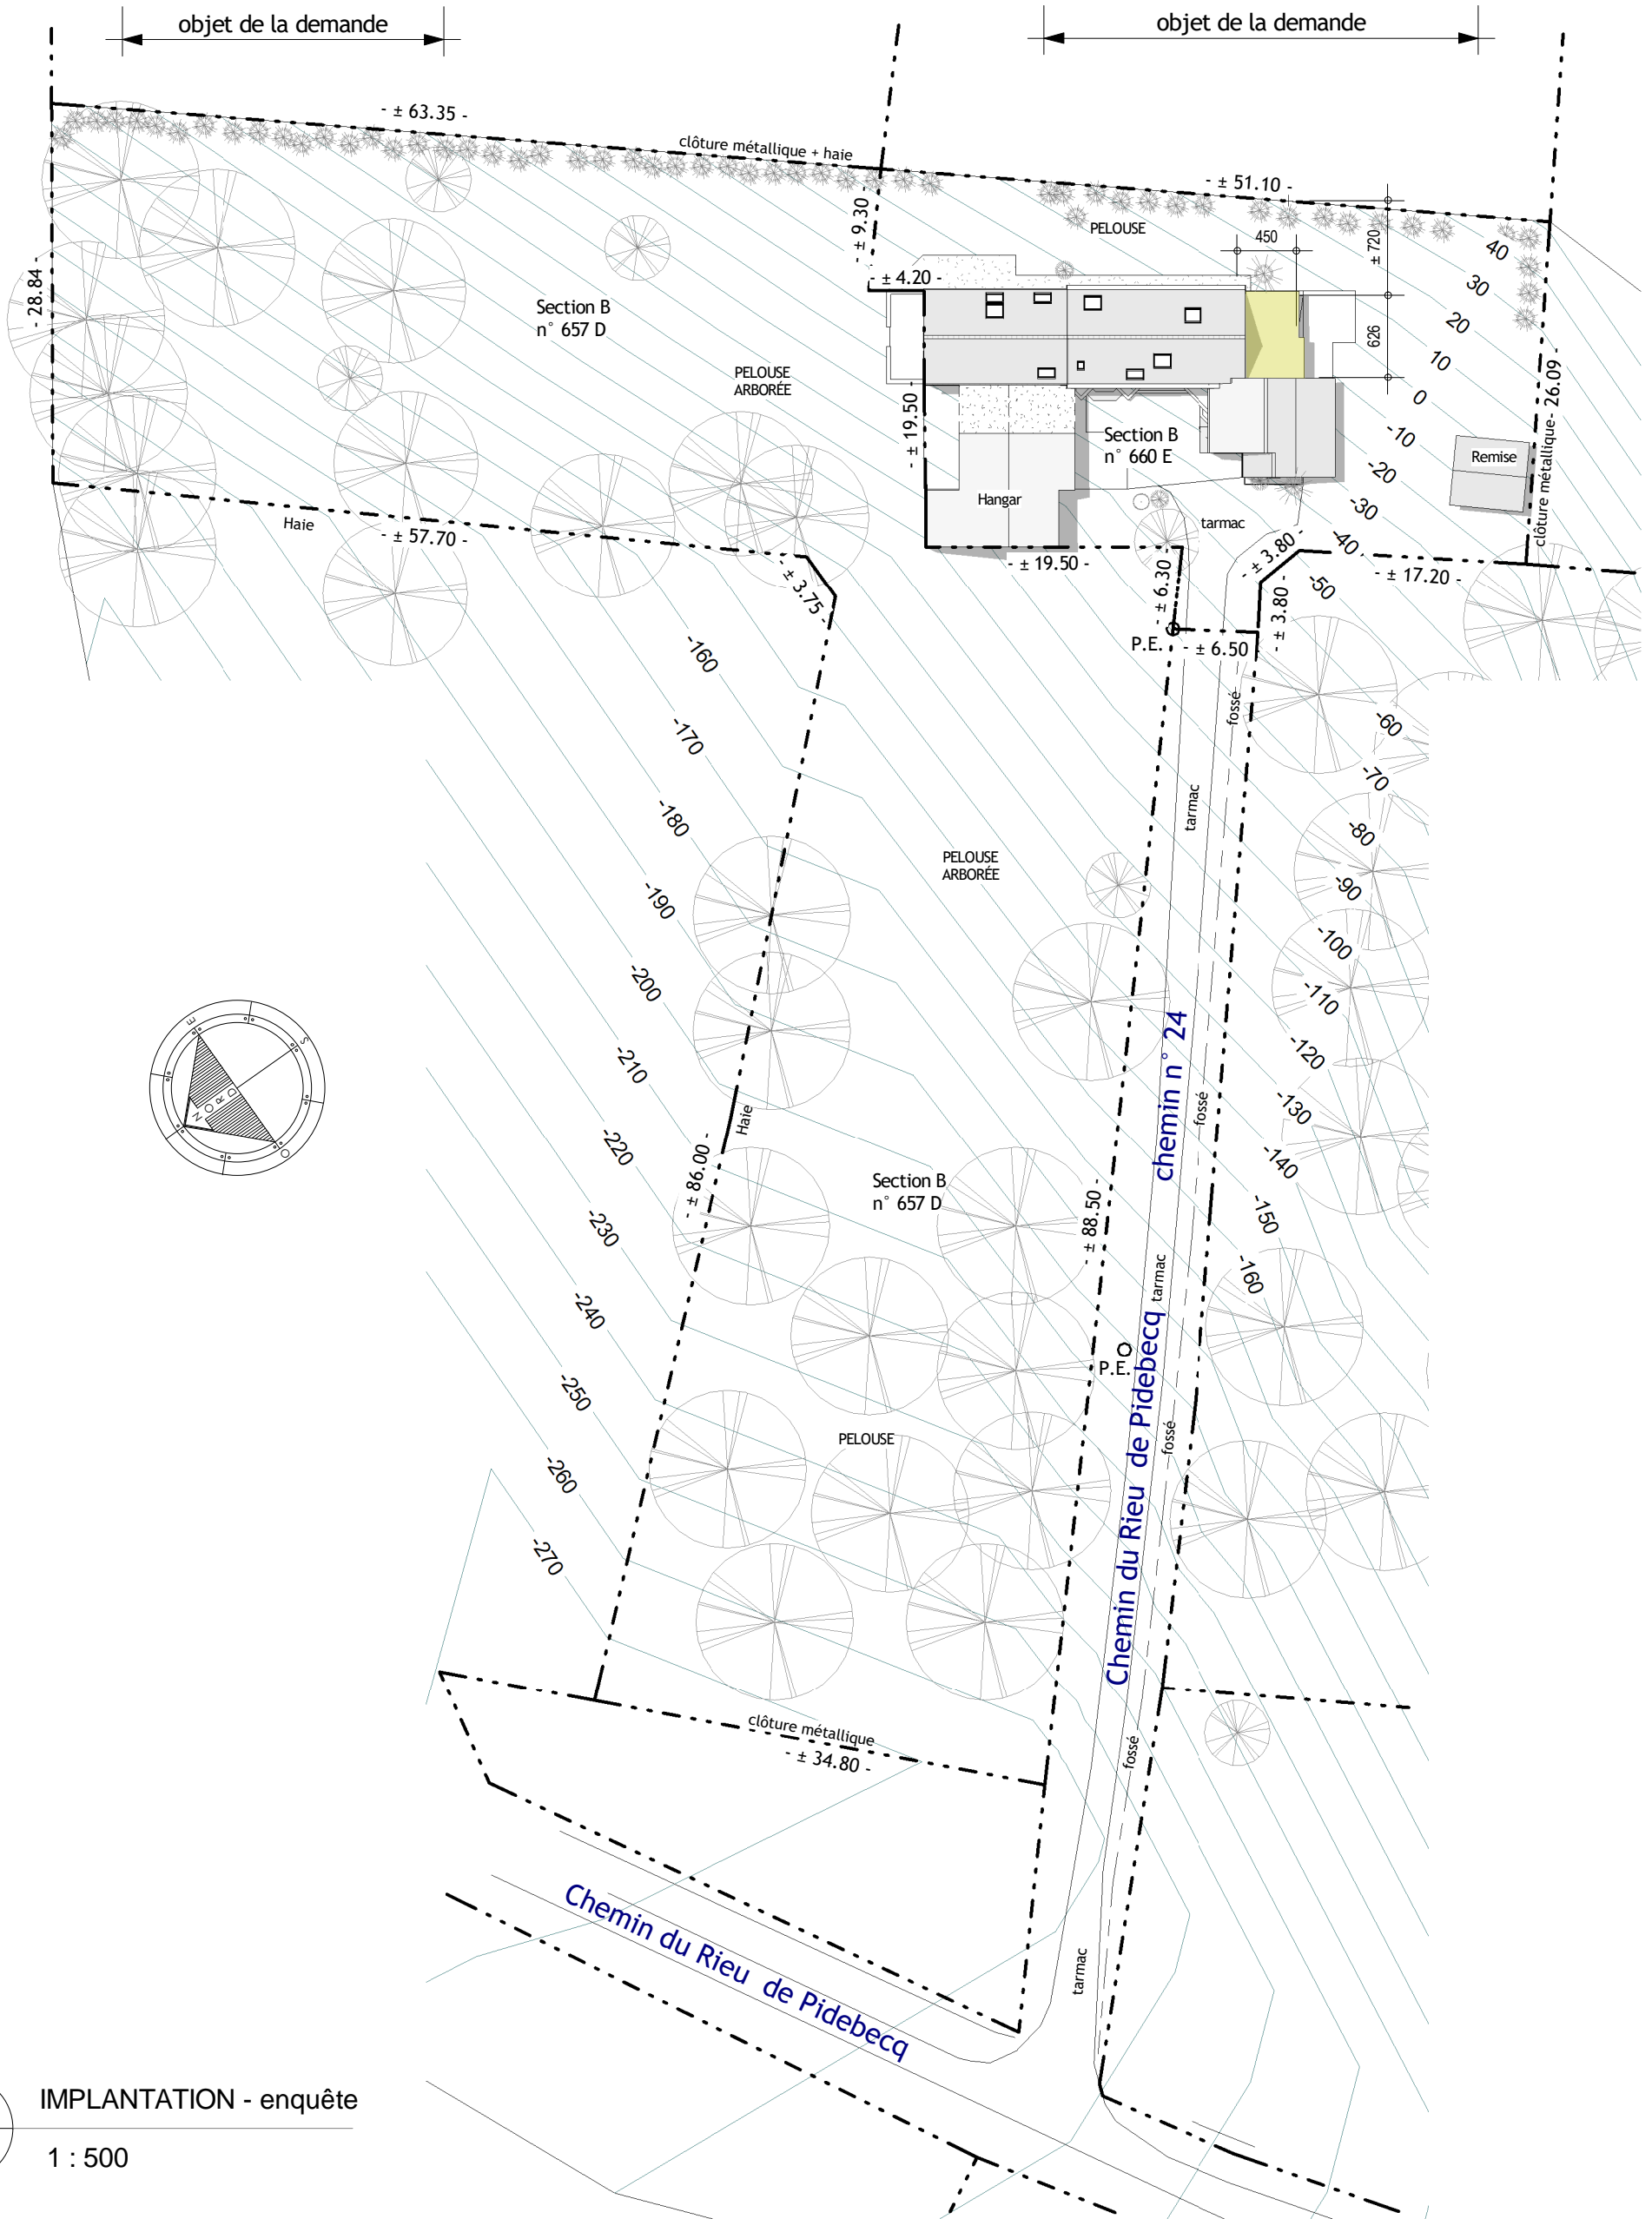 objet de la demande
objet de la demande
- ± 63.35 -
clôture métallique + haie
- ± 51.10 -
- ± 9.30 -
PELOUSE
450
± 720
40
30
20
10
0
-10
-20
-30
-40
-50
- 28.84 -
- ± 4.20 -
626
Section B
n° 657 D
PELOUSE
ARBORÉE
- ± 19.50 -
Section B
n° 660 E
Remise
clôture métallique
- 26.09 -
Hangar
tarmac
Haie
- ± 57.70 -
- ± 3.75 -
- ± 19.50 -
- ± 6.30 -
- ± 3.80 -
- ± 3.80 -
- ± 17.20 -
P.E.
- ± 6.50
fossé
-60
-70
-80
-90
-100
-110
-120
-130
-140
-150
-160
-160
-170
-180
-190
-200
-210
-220
-230
-240
-250
-260
-270
tarmac
PELOUSE
ARBORÉE
chemin n° 24
fossé
E
S
NORD
O
Haie
- ± 86.00 -
Section B
n° 657 D
- ± 88.50 -
tarmac
P.E.
Chemin du Rieu de Pidebecq
fossé
PELOUSE
clôture métallique
- ± 34.80 -
fossé
Chemin du Rieu de Pidebecq
tarmac
IMPLANTATION - enquête
1 : 500